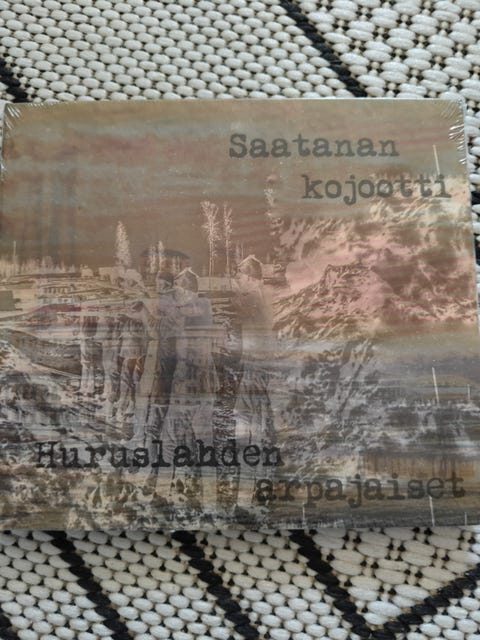 Saatanan
kojootti
Huruslahden
arpajaiset